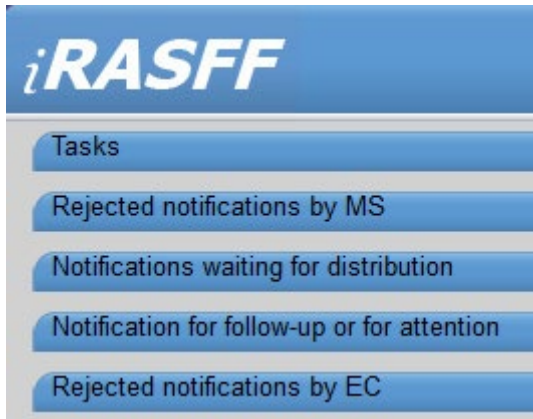 iRASFF
Tasks
Rejected notifications by MS
Notifications waiting for distribution
Notification for follow-up or for attention
Rejected notifications by EC